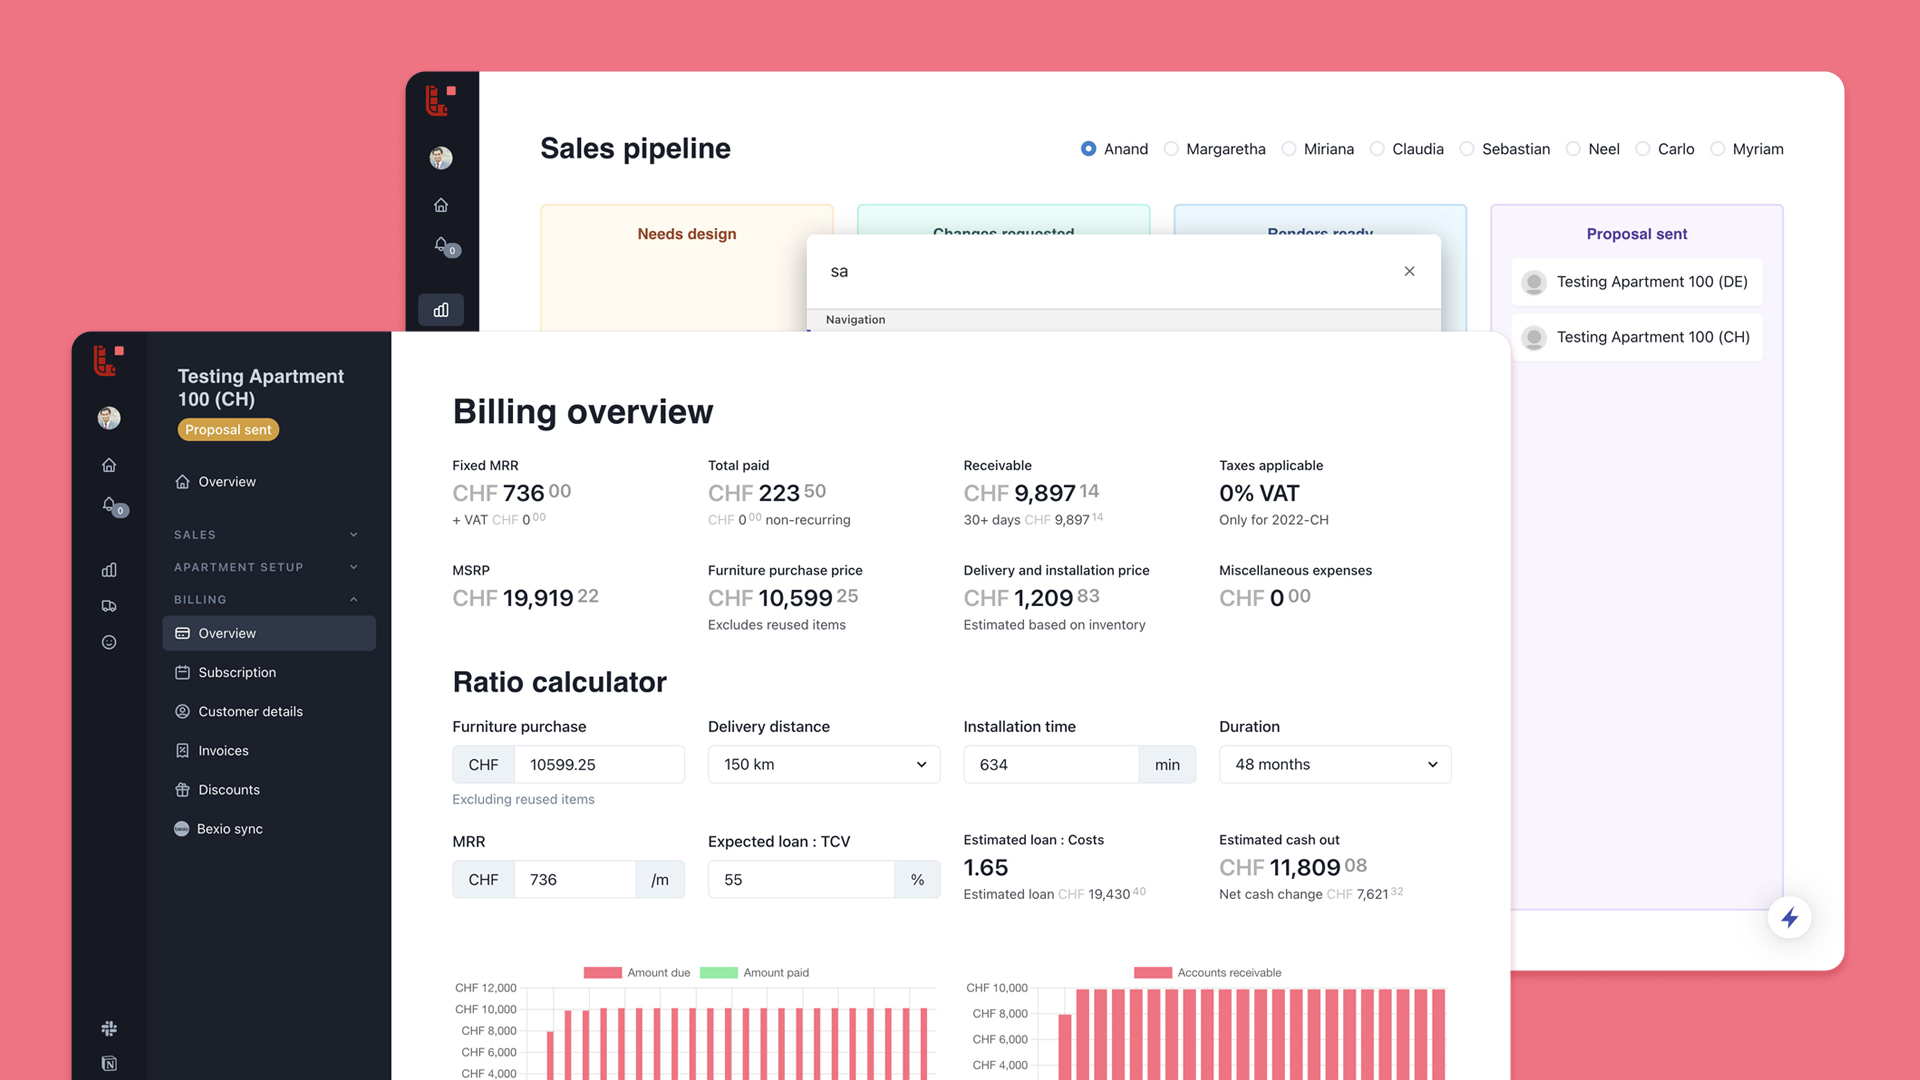 Sales pipeline
Anand
Margaretha
Miriana
Claudia
Sebastian
Neel
Carlo
Myriam
0
Needs design
Changes requested
Renders ready
Proposal sent
sa
Navigation
Testing Apartment 100 (DE)
Testing Apartment 100 (CH)
0
Testing Apartment
100 (CH)
Proposal sent
Overview
SALES
APARTMENT SETUP
BILLING
Overview
Subscription
Customer details
Invoices
Discounts
Bexio sync
Billing overview
Fixed MRR
CHF 736 00
+ VAT CHF 0 00
Total paid
CHF 223 50
CHF 0 00 non-recurring
Receivable
CHF 9,897 14
30+ days CHF 9,897 14
Taxes applicable
0% VAT
Only for 2022-CH
MSRP
CHF 19,919 22
Furniture purchase price
CHF 10,599 25
Excludes reused items
Delivery and installation price
CHF 1,209 83
Estimated based on inventory
Miscellaneous expenses
CHF 0 00
Ratio calculator
Furniture purchase
CHF 10599.25
Excluding reused items
Delivery distance
150 km
Installation time
634 min
Duration
48 months
MRR
CHF 736 /m
Expected loan : TCV
55 %
Estimated loan : Costs
1.65
Estimated loan CHF 19,430 40
Estimated cash out
CHF 11,809 08
Net cash change CHF 7,621 32
Amount due
Amount paid
CHF 12,000
CHF 10,000
CHF 8,000
CHF 6,000
CHF 4,000
Accounts receivable
CHF 10,000
CHF 8,000
CHF 6,000
CHF 4,000